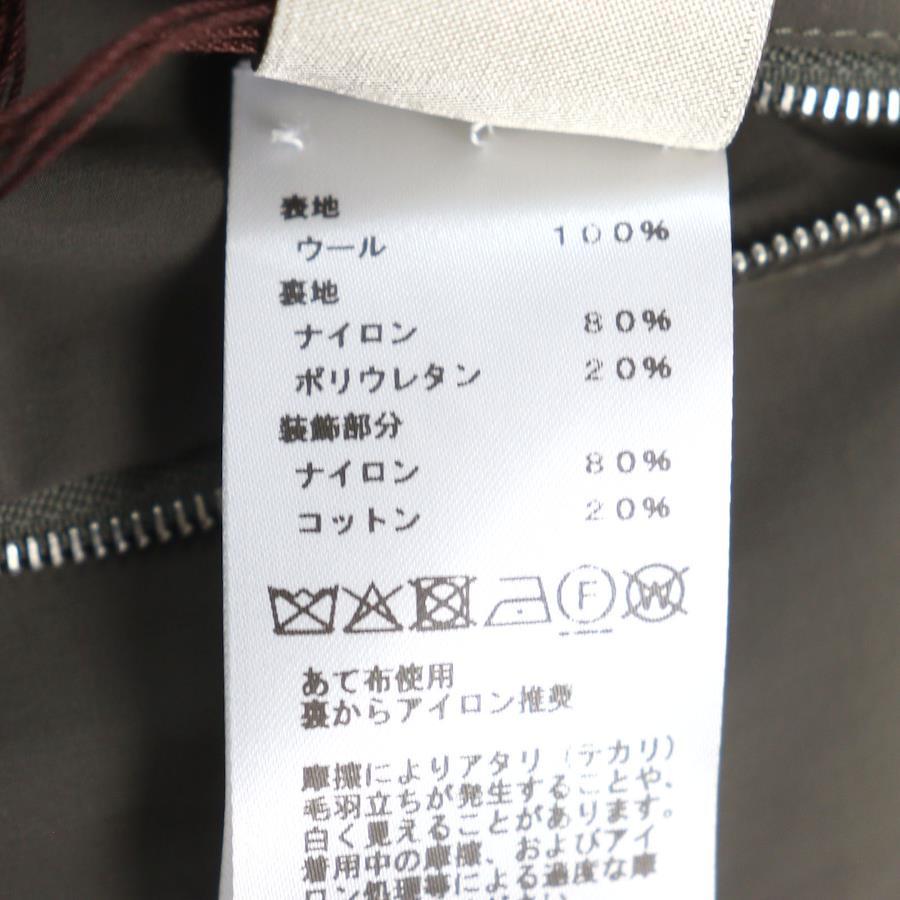 表地
ウール 100%
裏地
ナイロン 80%
ポリウレタン 20%
装飾部分
ナイロン 80%
コットン 20%
F W
あて布使用
裏からアイロン推奨
摩擦によりアタリ(テカリ)
毛羽立ちが発生することや、
白く見えることがあります。
着用中の摩擦、およびアイ
ロン処理等による過度な摩
擦を